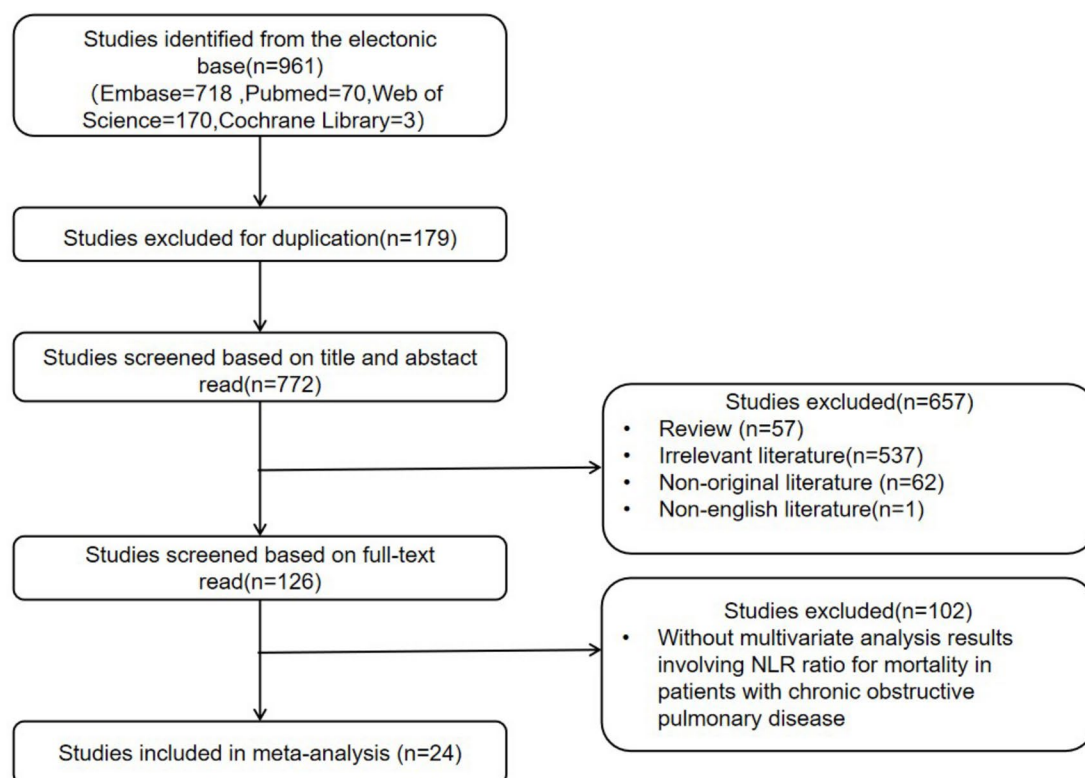 Studies identified from the electonic
base(n=961)
（Embase=718 ,Pubmed=70,Web of
Science=170,Cochrane Library=3）
Studies excluded for duplication(n=179)
Studies screened based on title and abstact
read(n=772)
Studies excluded(n=657)
• Review (n=57)
• Irrelevant literature(n=537)
• Non-original literature (n=62)
• Non-english literature(n=1)
Studies screened based on full-text
read(n=126)
Studies excluded(n=102)
• Without multivariate analysis results
involving NLR ratio for mortality in
patients with chronic obstructive
pulmonary disease
Studies included in meta-analysis (n=24)